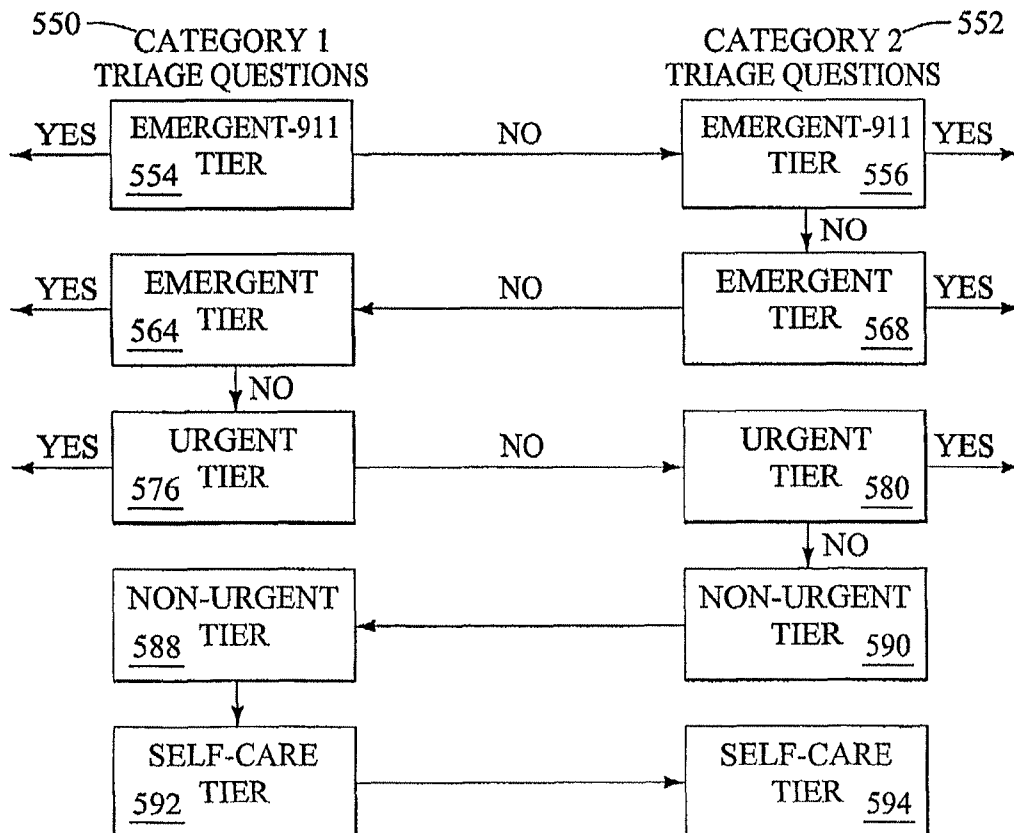 550 CATEGORY 1
TRIAGE QUESTIONS
CATEGORY 2 552
TRIAGE QUESTIONS
YES
EMERGENT-911
TIER
554
NO
EMERGENT-911
TIER
556
YES
NO
YES
EMERGENT
TIER
564
NO
EMERGENT
TIER
568
YES
NO
YES
URGENT
TIER
576
NO
URGENT
TIER
580
YES
NO
NON-URGENT
TIER
588
NON-URGENT
TIER
590
SELF-CARE
TIER
592
SELF-CARE
TIER
594